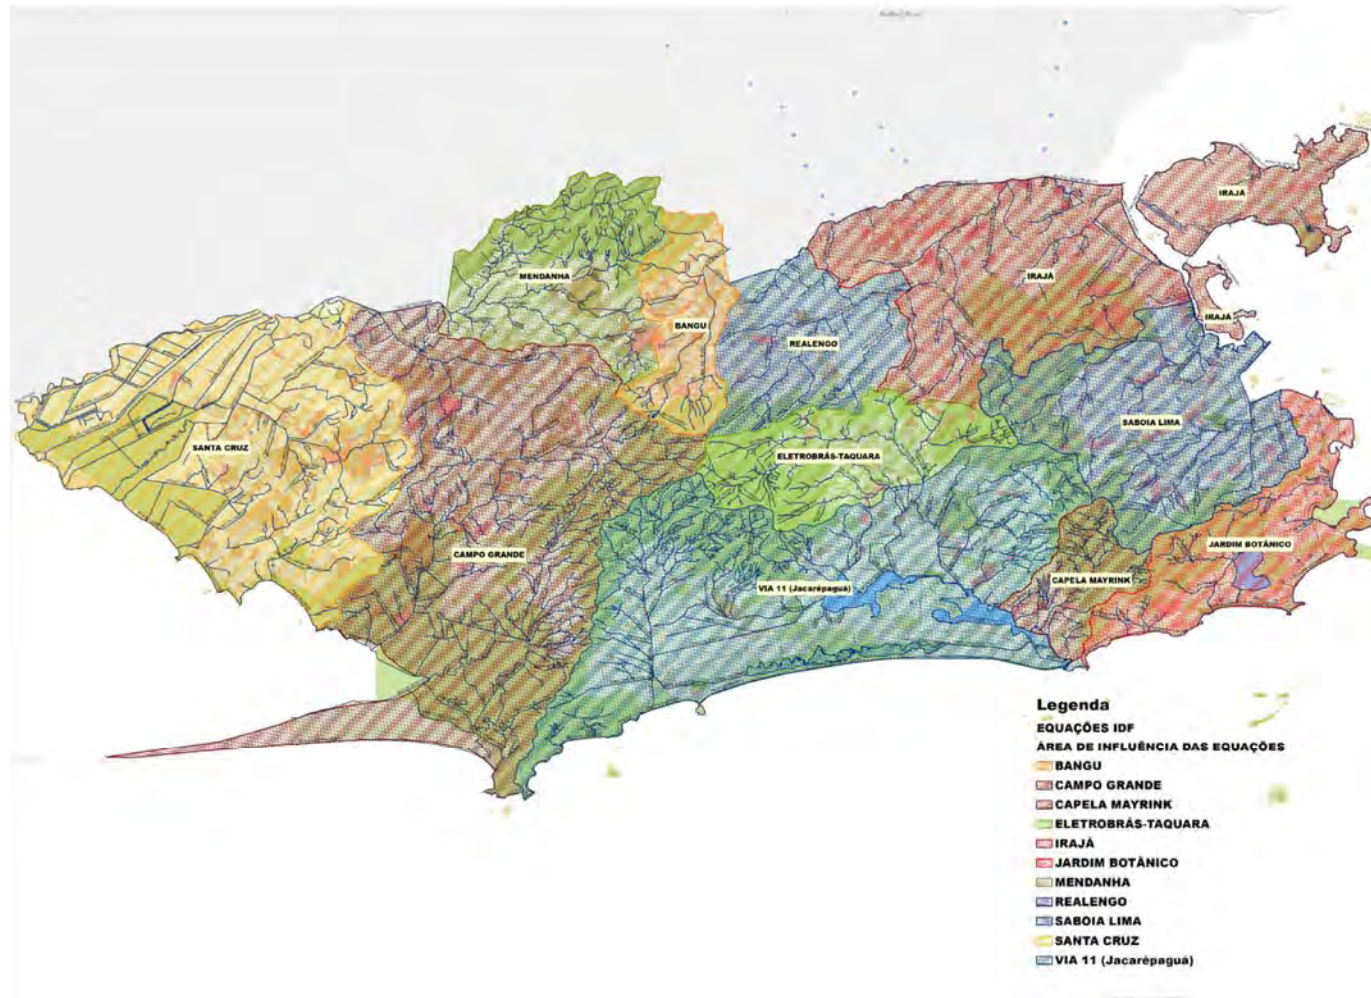 IRAJÁ
MENDANHA
IRAJÁ
IRAJÁ
BANGU
REALENGO
SABOIA LIMA
SANTA CRUZ
ELETROBRÁS-TAQUARA
JARDIM BOTÂNICO
CAMPO GRANDE
CAPELA MAYRINK
VIA 11 (Jacarépaguá)
Legenda
EQUAÇÕES IDF
ÁREA DE INFLUÊNCIA DAS EQUAÇÕES
BANGU
CAMPO GRANDE
CAPELA MAYRINK
ELETROBRÁS-TAQUARA
IRAJÁ
JARDIM BOTÂNICO
MENDANHA
REALENGO
SABOIA LIMA
SANTA CRUZ
VIA 11 (Jacarépaguá)